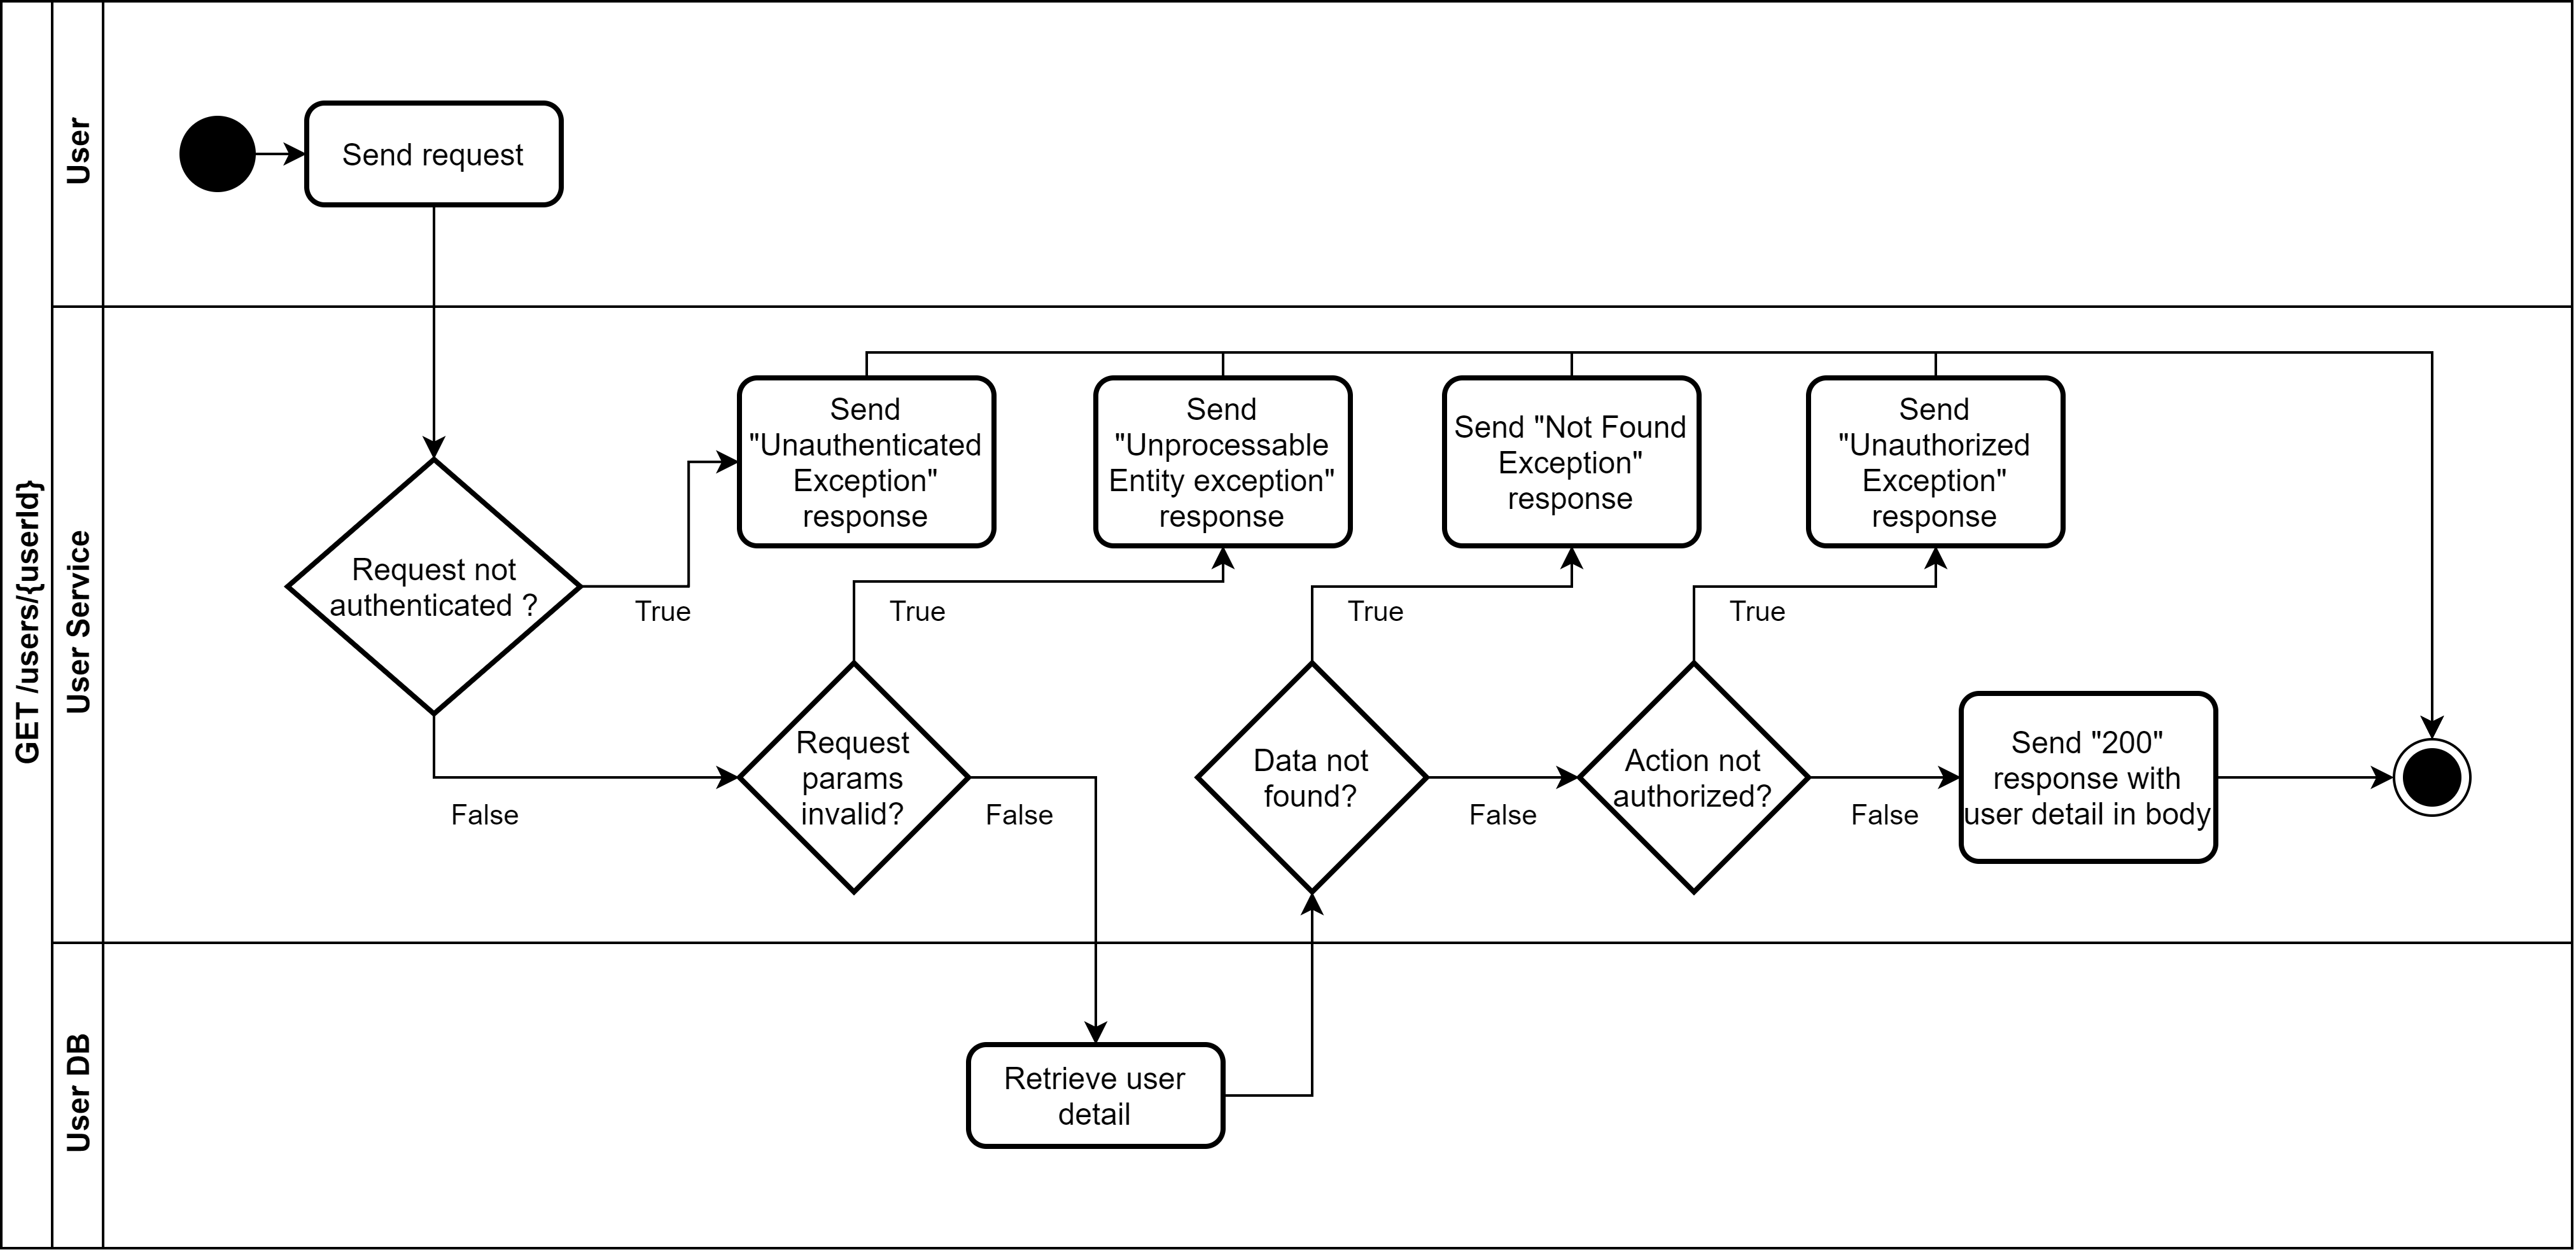 GET /users/{userId}
User
Send request
User Service
Send
"Unauthenticated
Exception"
response
Send
"Unprocessable
Entity exception"
response
Send "Not Found
Exception"
response
Send
"Unauthorized
Exception"
response
Request not
authenticated ?
True
True
True
True
Request
params
invalid?
False
False
Data not
found?
False
Action not
authorized?
False
Send "200"
response with
user detail in body
User DB
Retrieve user
detail